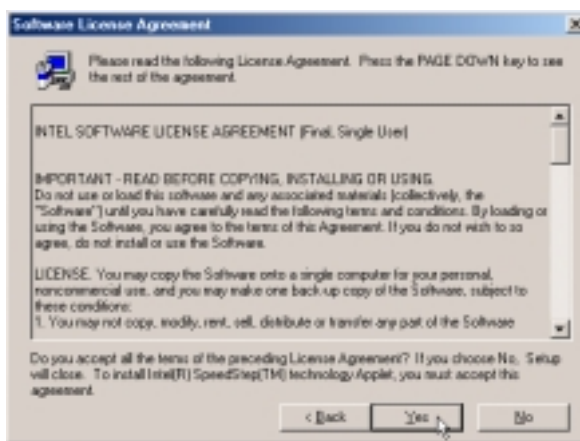 Software License Agreement
Please read the following License Agreement. Press the PAGE DOWN key to see
the rest of the agreement.
INTEL SOFTWARE LICENSE AGREEMENT (Final, Single User)
IMPORTANT - READ BEFORE COPYING, INSTALLING OR USING.
Do not use or load this software and any associated materials (collectively, the
"Software") until you have carefully read the following terms and conditions. By loading or
using the Software, you agree to the terms of this Agreement. If you do not wish to so
agree, do not install or use the Software.
LICENSE. You may copy the Software onto a single computer for your personal,
noncommercial use, and you may make one back up copy of the Software, subject to
these conditions:
1. You may not copy, modify, rent, sell, distribute or transfer any part of the Software
Do you accept all the terms of the preceding License Agreement? If you choose No, Setup
will close. To install Intel(R) SpeedStep(TM) technology Applet, you must accept this
agreement.
< Back Yes No